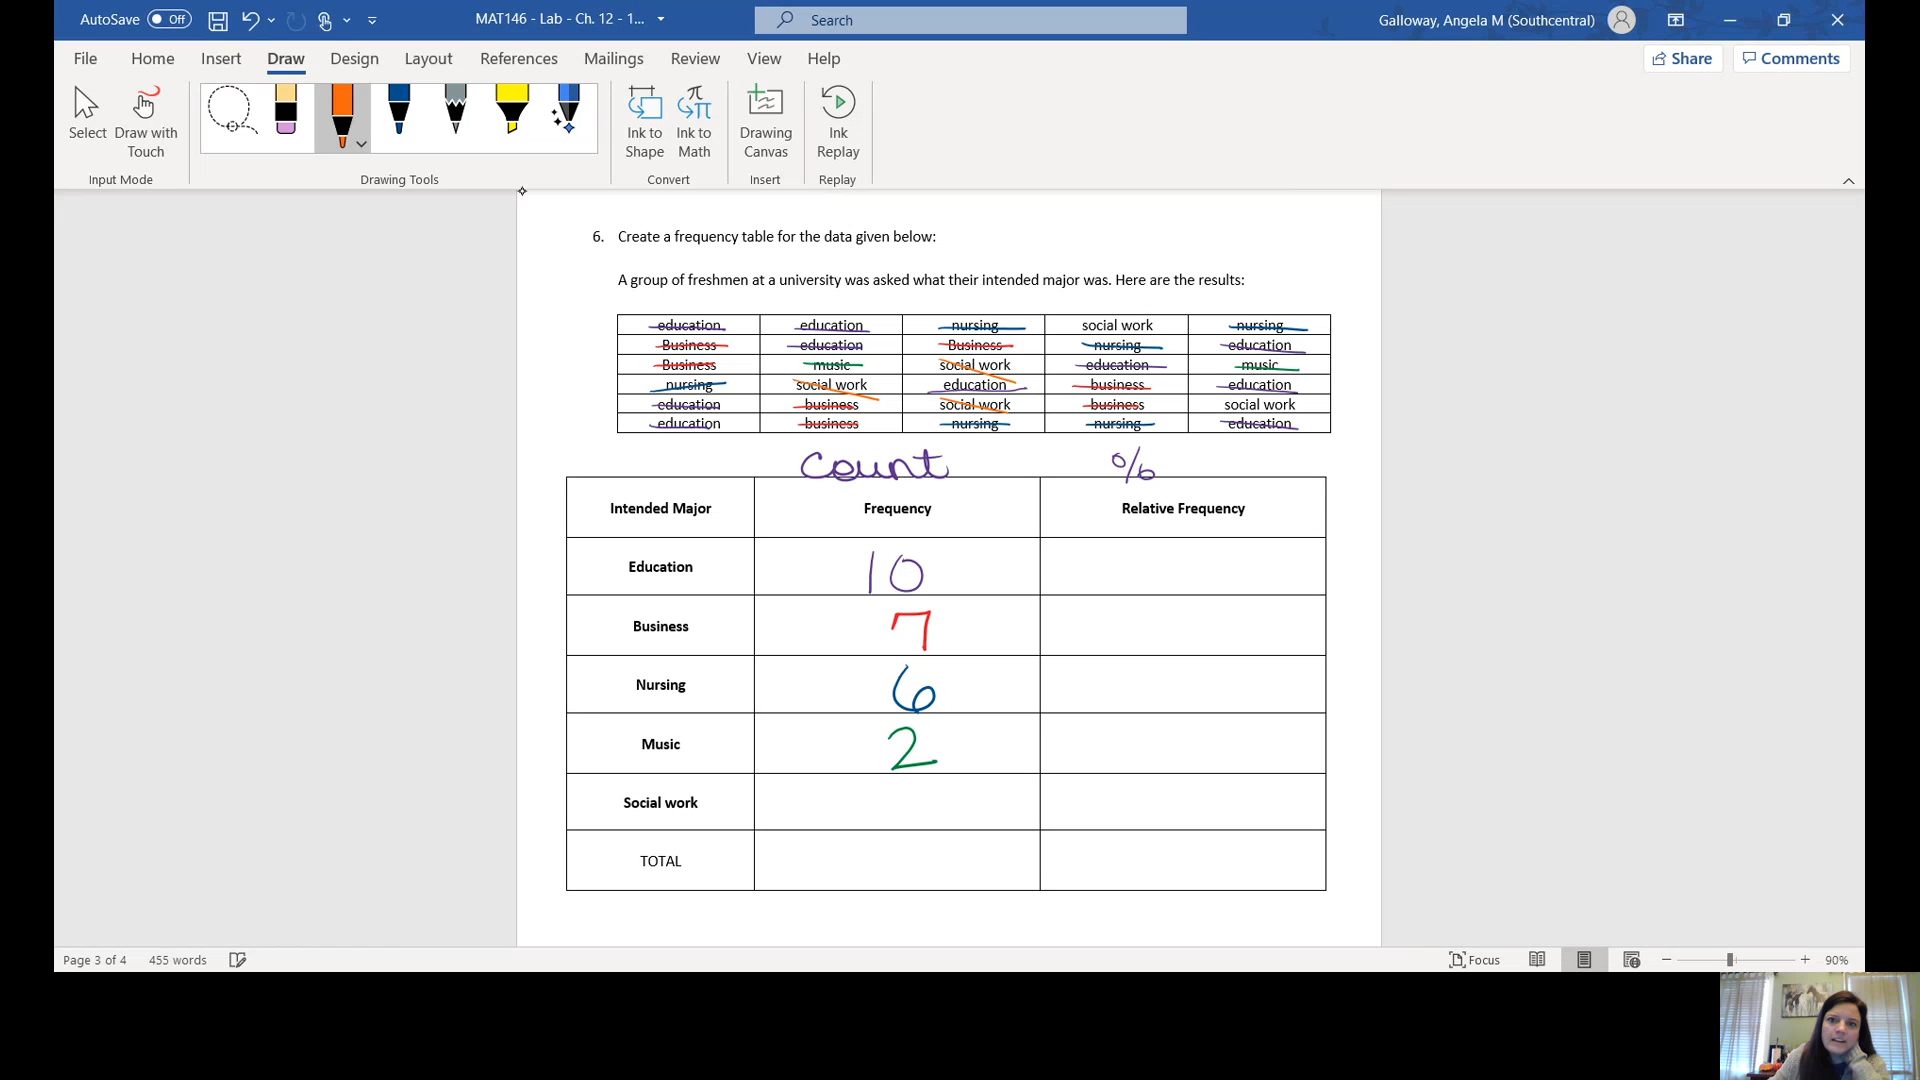 AutoSave Off MAT146 - Lab - Ch. 12 - 1... Search Galloway, Angela M (Southcentral)
File Home Insert Draw Design Layout References Mailings Review View Help Share Comments
Select Draw with Touch Ink to Shape Ink to Math Drawing Canvas Ink Replay
Input Mode Drawing Tools Convert Insert Replay
6. Create a frequency table for the data given below:
A group of freshmen at a university was asked what their intended major was. Here are the results:
education education nursing social work nursing
Business education Business nursing education
Business music social work education music
nursing social work education business education
education business social work business social work
education business nursing nursing education
count %
Intended Major Frequency Relative Frequency
Education 10
Business 7
Nursing 6
Music 2
Social work
TOTAL
Page 3 of 4 455 words Focus 90%